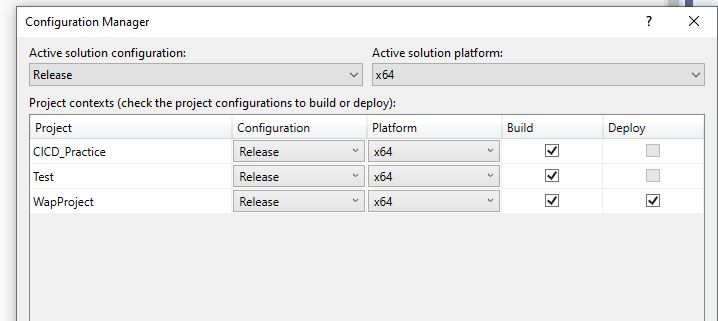 Configuration Manager
?
Active solution configuration: Active solution platform:
Release x64
Project contexts (check the project configurations to build or deploy):
Project Configuration Platform Build Deploy
CICD_Practice Release x64
Test Release x64
WapProject Release x64